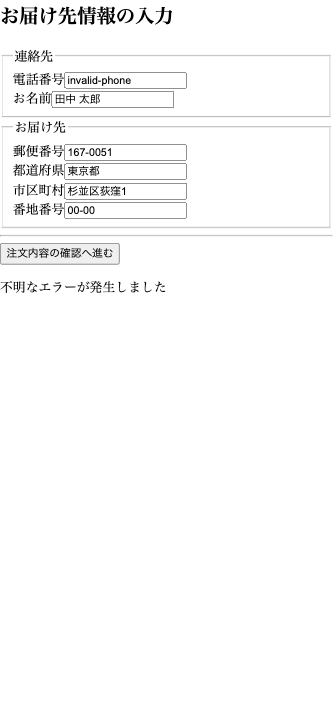 お届け先情報の入力
連絡先
電話番号 invalid-phone
お名前 田中 太郎
お届け先
郵便番号 167-0051
都道府県 東京都
市区町村 杉並区荻窪1
番地番号 00-00
注文内容の確認へ進む
不明なエラーが発生しました